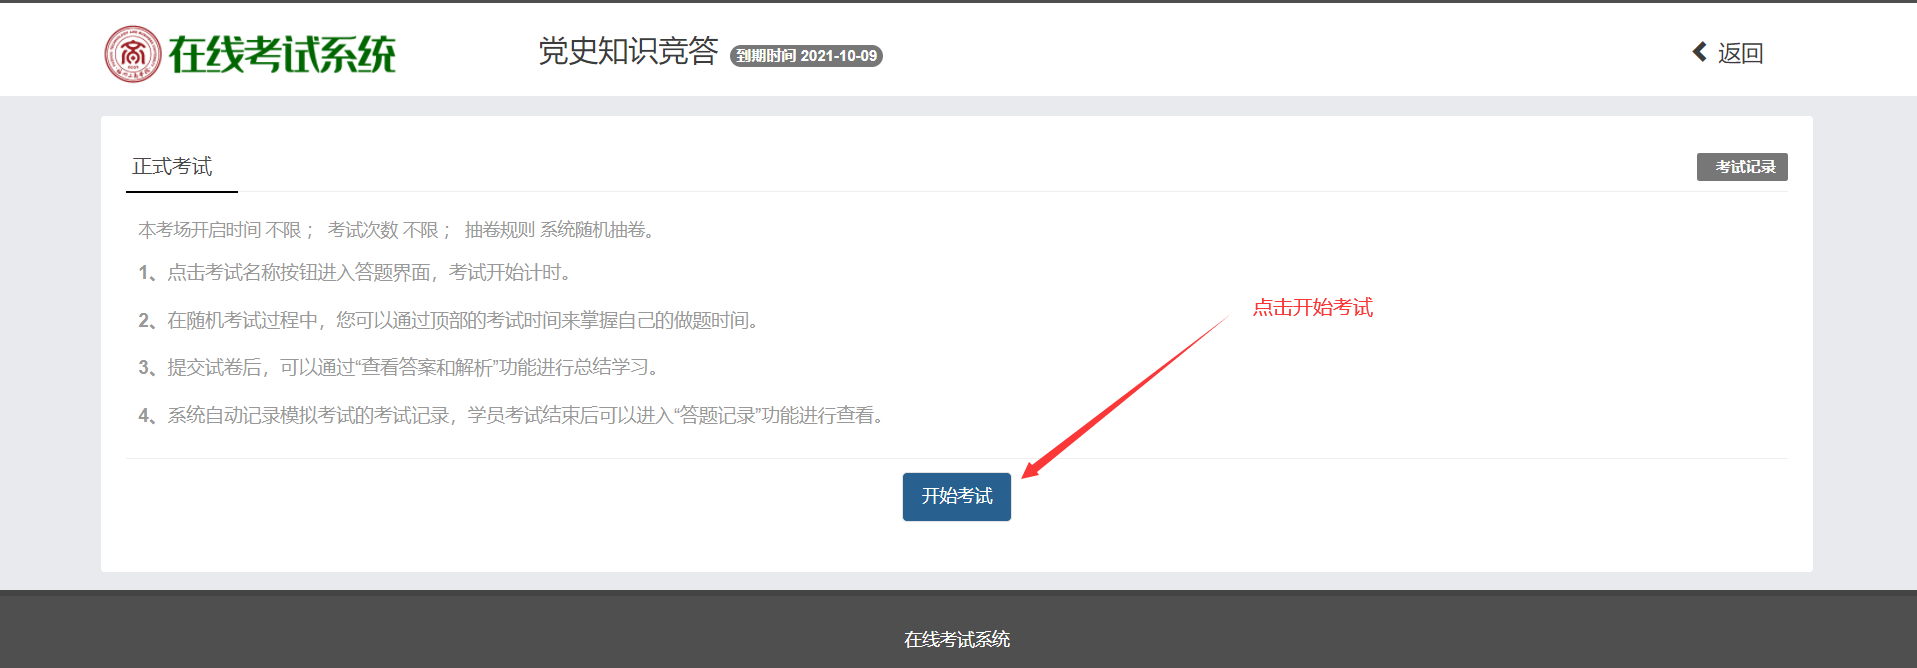 在线考试系统
党史知识竞答 到期时间 2021-10-09
返回
正式考试
考试记录
本考场开启时间 不限 ； 考试次数 不限 ； 抽卷规则 系统随机抽卷。
1、点击考试名称按钮进入答题界面，考试开始计时。
2、在随机考试过程中，您可以通过顶部的考试时间来掌握自己的做题时间。
3、提交试卷后，可以通过“查看答案和解析”功能进行总结学习。
4、系统自动记录模拟考试的考试记录，学员考试结束后可以进入“答题记录”功能进行查看。
点击开始考试
开始考试
在线考试系统